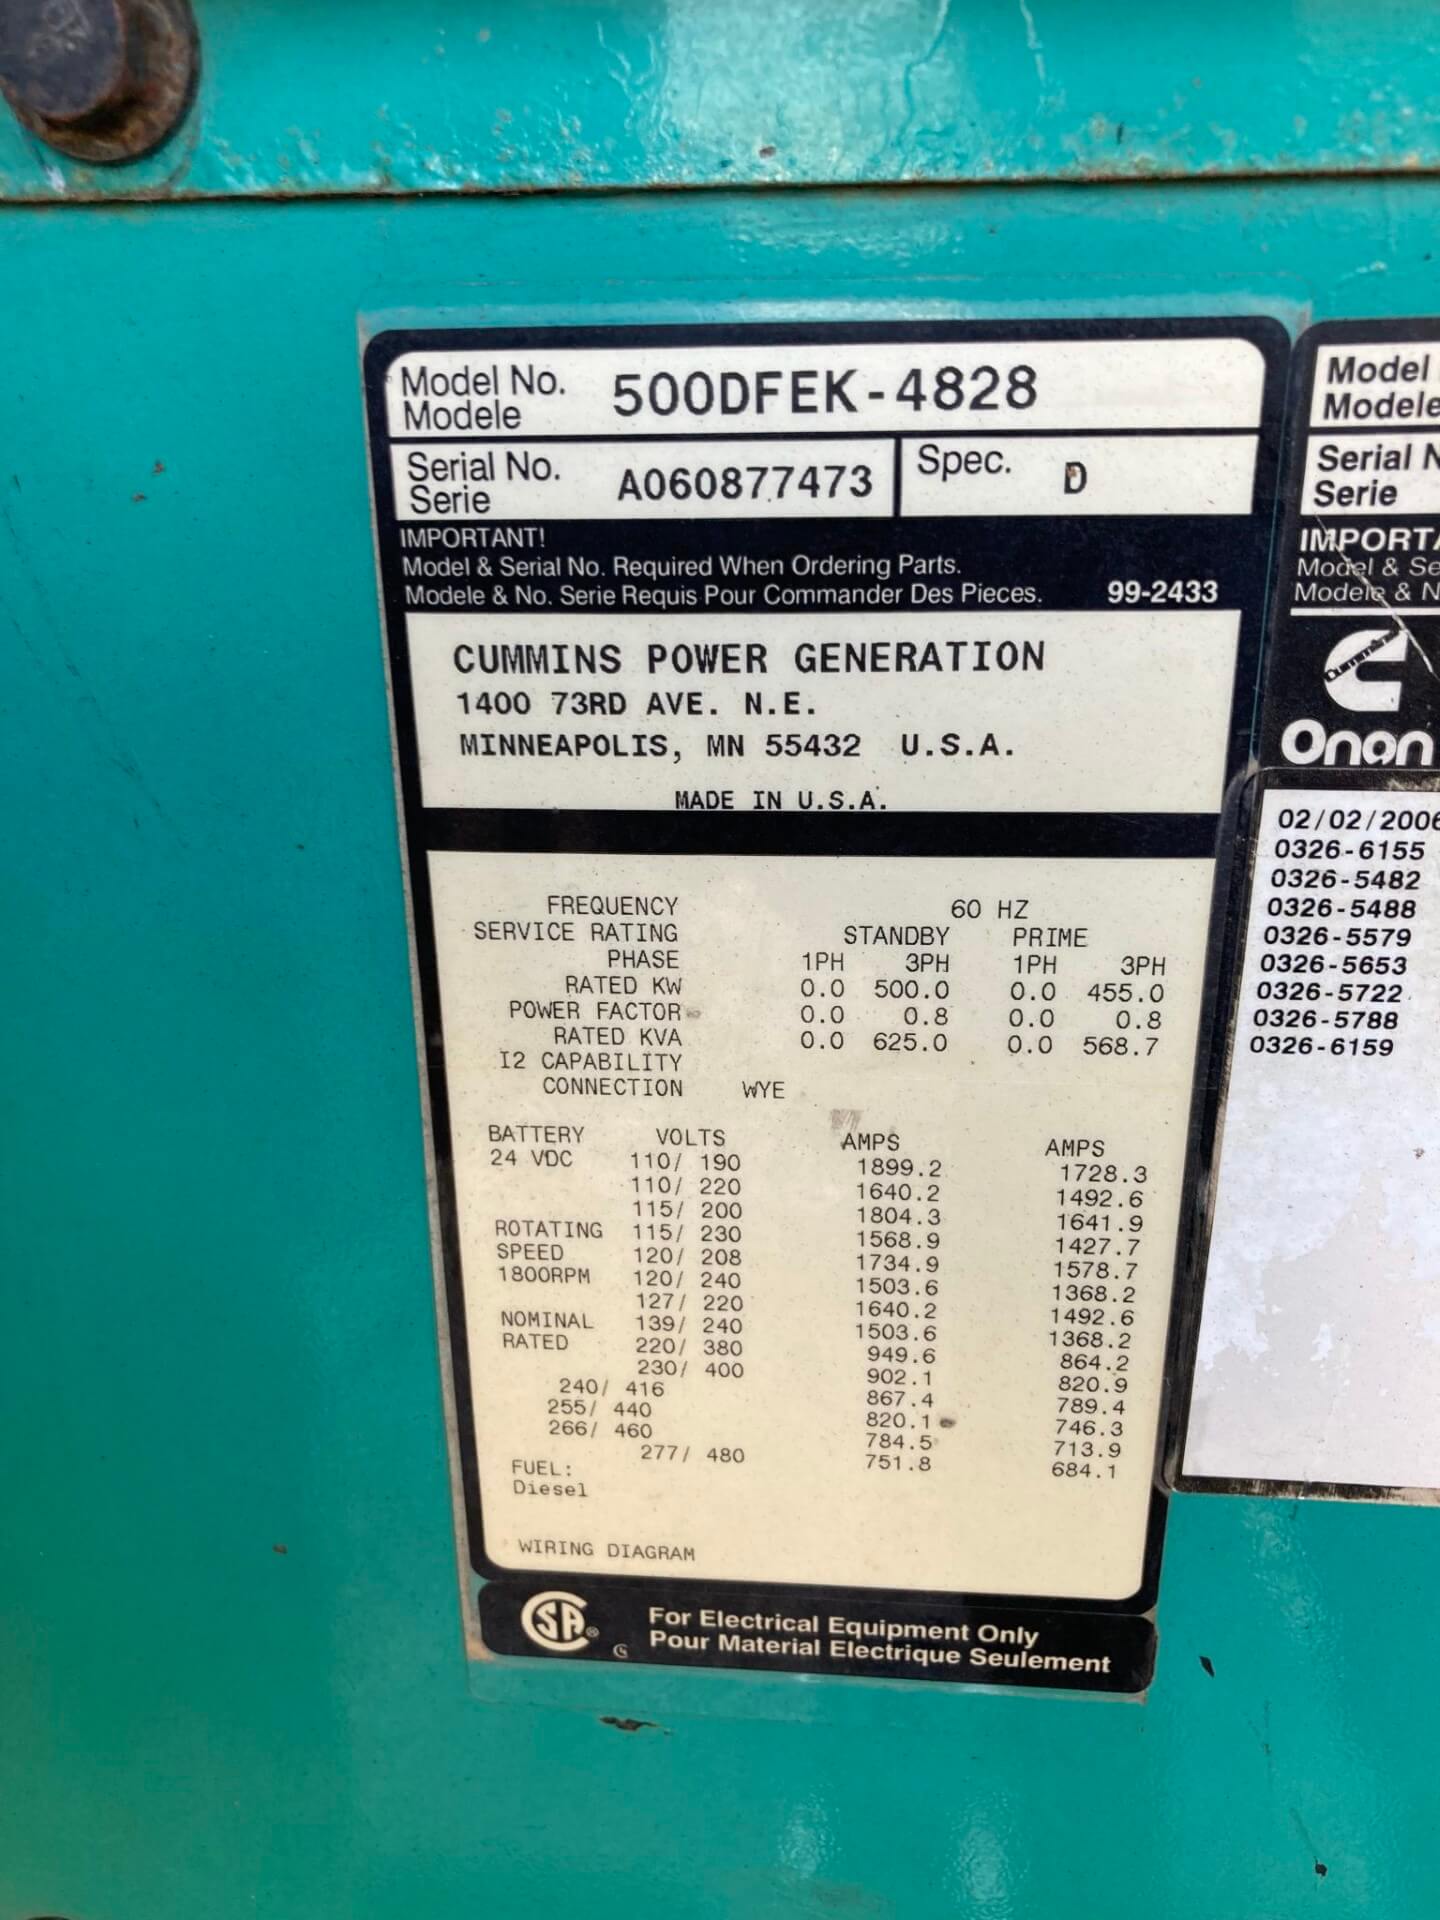 Model No.
Modele
500DFEK-4828
Serial No.
Serie
A060877473
Spec. D
IMPORTANT!
Model & Serial No. Required When Ordering Parts.
Modele & No. Serie Requis Pour Commander Des Pieces. 99-2433
CUMMINS POWER GENERATION
1400 73RD AVE. N.E.
MINNEAPOLIS, MN 55432 U.S.A.
MADE IN U.S.A.
FREQUENCY 60 HZ
SERVICE RATING STANDBY PRIME
PHASE 1PH 3PH 1PH 3PH
RATED KW 0.0 500.0 0.0 455.0
POWER FACTOR 0.0 0.8 0.0 0.8
RATED KVA 0.0 625.0 0.0 568.7
I2 CAPABILITY
CONNECTION WYE
BATTERY VOLTS AMPS AMPS
24 VDC 110/ 190 1899.2 1728.3
110/ 220 1640.2 1492.6
115/ 200 1804.3 1641.9
ROTATING 115/ 230 1568.9 1427.7
SPEED 120/ 208 1734.9 1578.7
1800RPM 120/ 240 1503.6 1368.2
127/ 220 1640.2 1492.6
NOMINAL 139/ 240 1503.6 1368.2
RATED 220/ 380 949.6 864.2
230/ 400 902.1 820.9
240/ 416 867.4 789.4
255/ 440 820.1 746.3
266/ 460 784.5 713.9
277/ 480 751.8 684.1
FUEL:
Diesel
WIRING DIAGRAM
CSA ®
For Electrical Equipment Only
Pour Material Electrique Seulement
Model
Modele
Serial N
Serie
IMPORTA
Model & Se
Modele & N
Cummins
Onan
02/02/2006
0326-6155
0326-5482
0326-5488
0326-5579
0326-5653
0326-5722
0326-5788
0326-6159